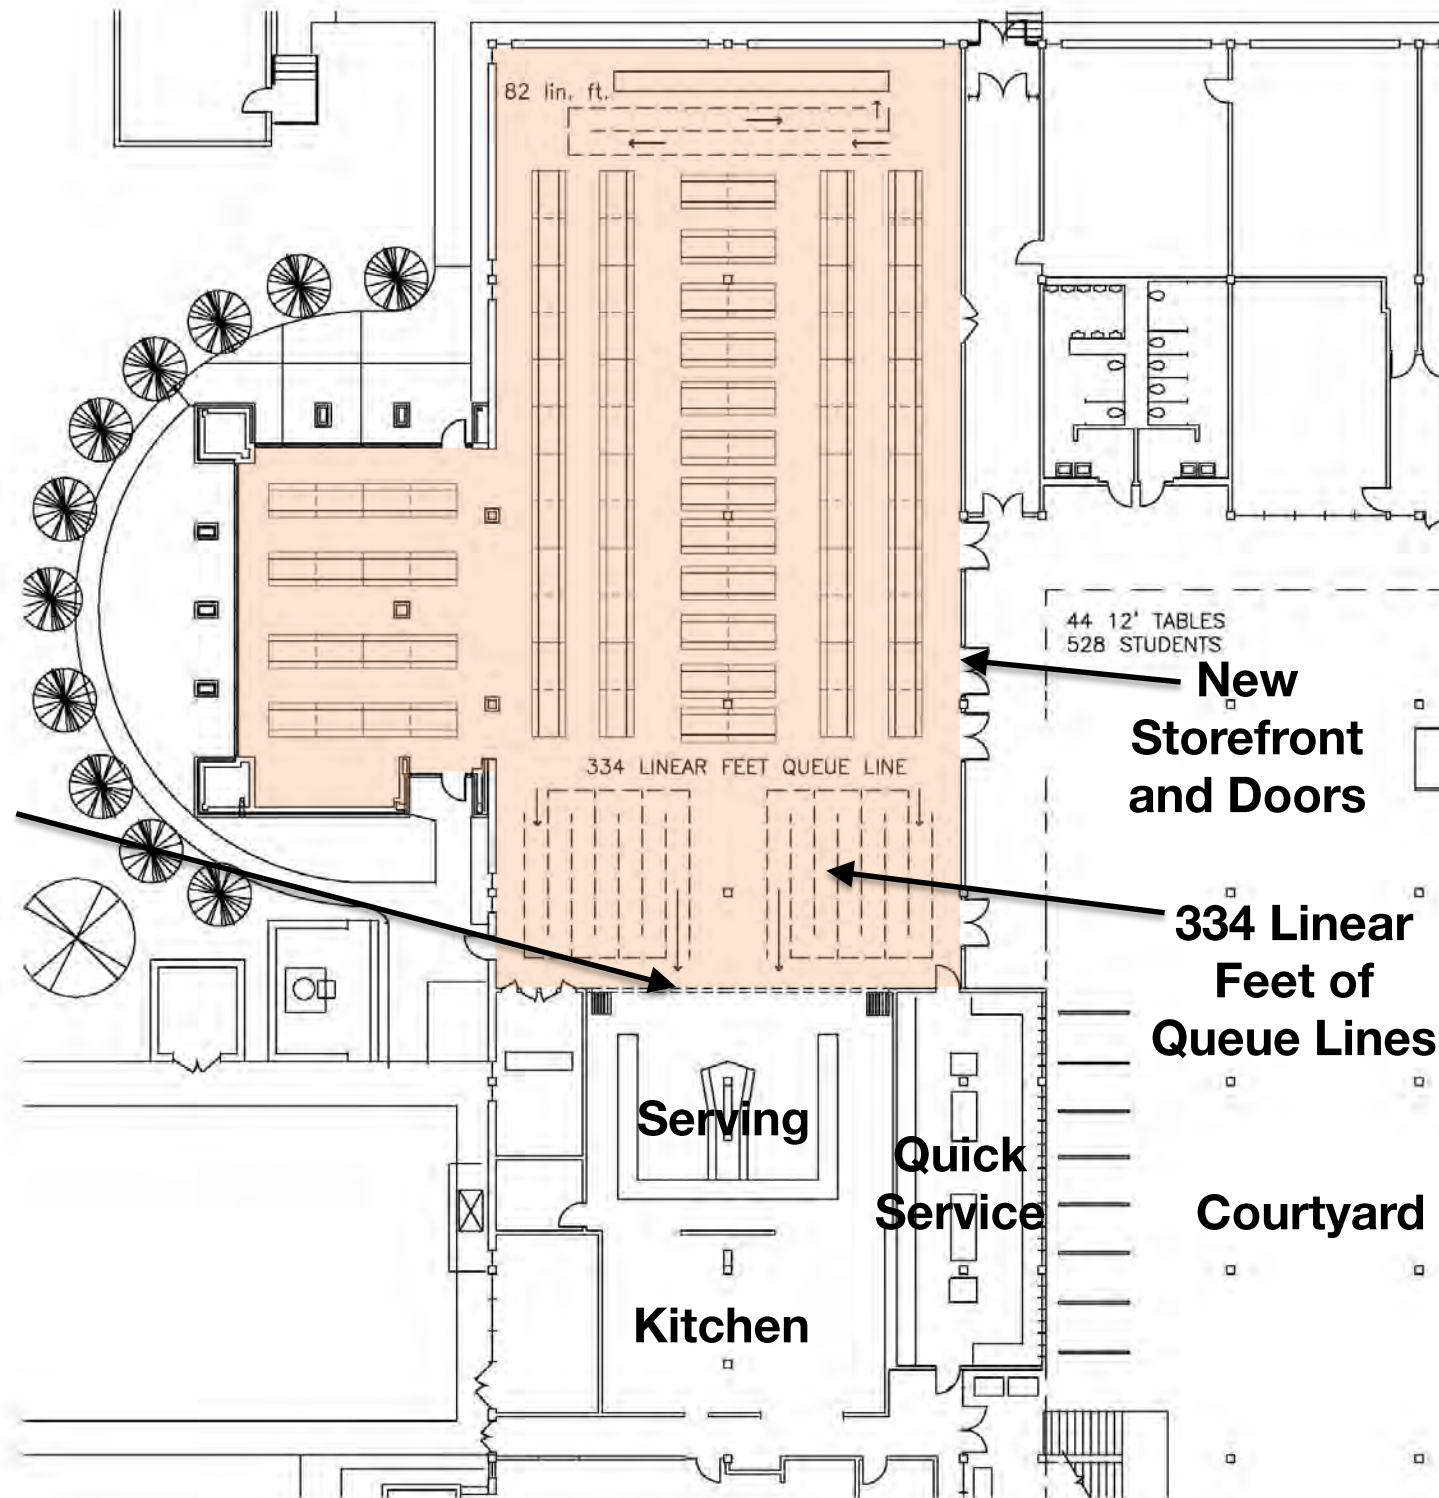 82 lin. ft.
44 12' TABLES
528 STUDENTS
New
Storefront
and Doors
334 LINEAR FEET QUEUE LINE
334 Linear
Feet of
Queue Lines
Serving
Quick
Service
Courtyard
Kitchen